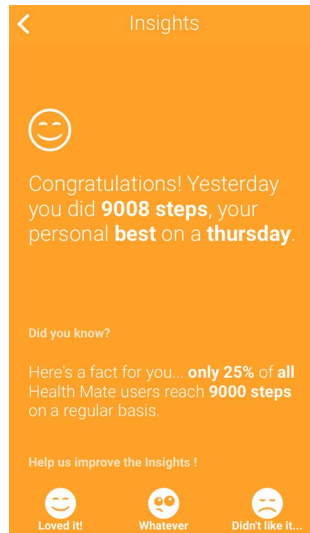 Insights
Congratulations! Yesterday
you did 9008 steps, your
personal best on a thursday.
Did you know?
Here's a fact for you... only 25% of all
Health Mate users reach 9000 steps
on a regular basis.
Help us improve the Insights !
Loved it!
Whatever
Didn't like it...